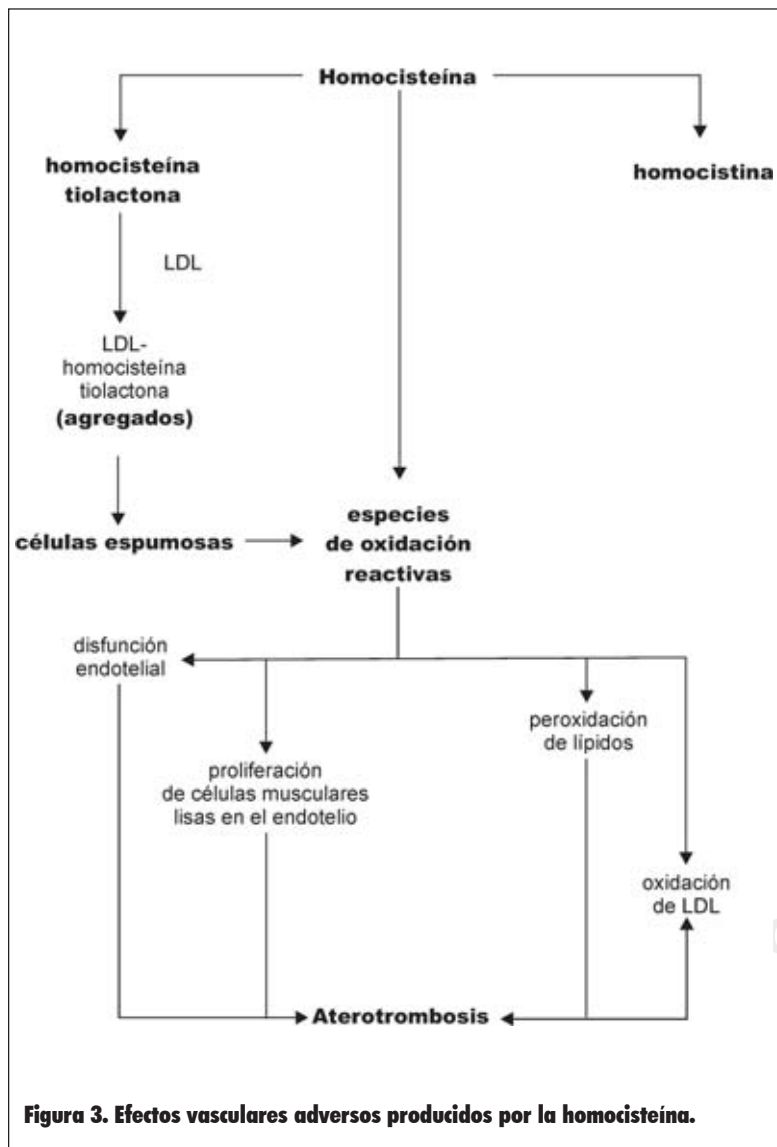 Homocisteína
homocisteína
tiolactona
homocistina
LDL
LDL-
homocisteína
tiolactona
(agregados)
células espumosas
especies
de oxidación
reactivas
disfunción
endotelial
proliferación
de células musculares
lisas en el endotelio
peroxidación
de lípidos
oxidación
de LDL
Aterotrombosis
Figura 3. Efectos vasculares adversos producidos por la homocisteína.